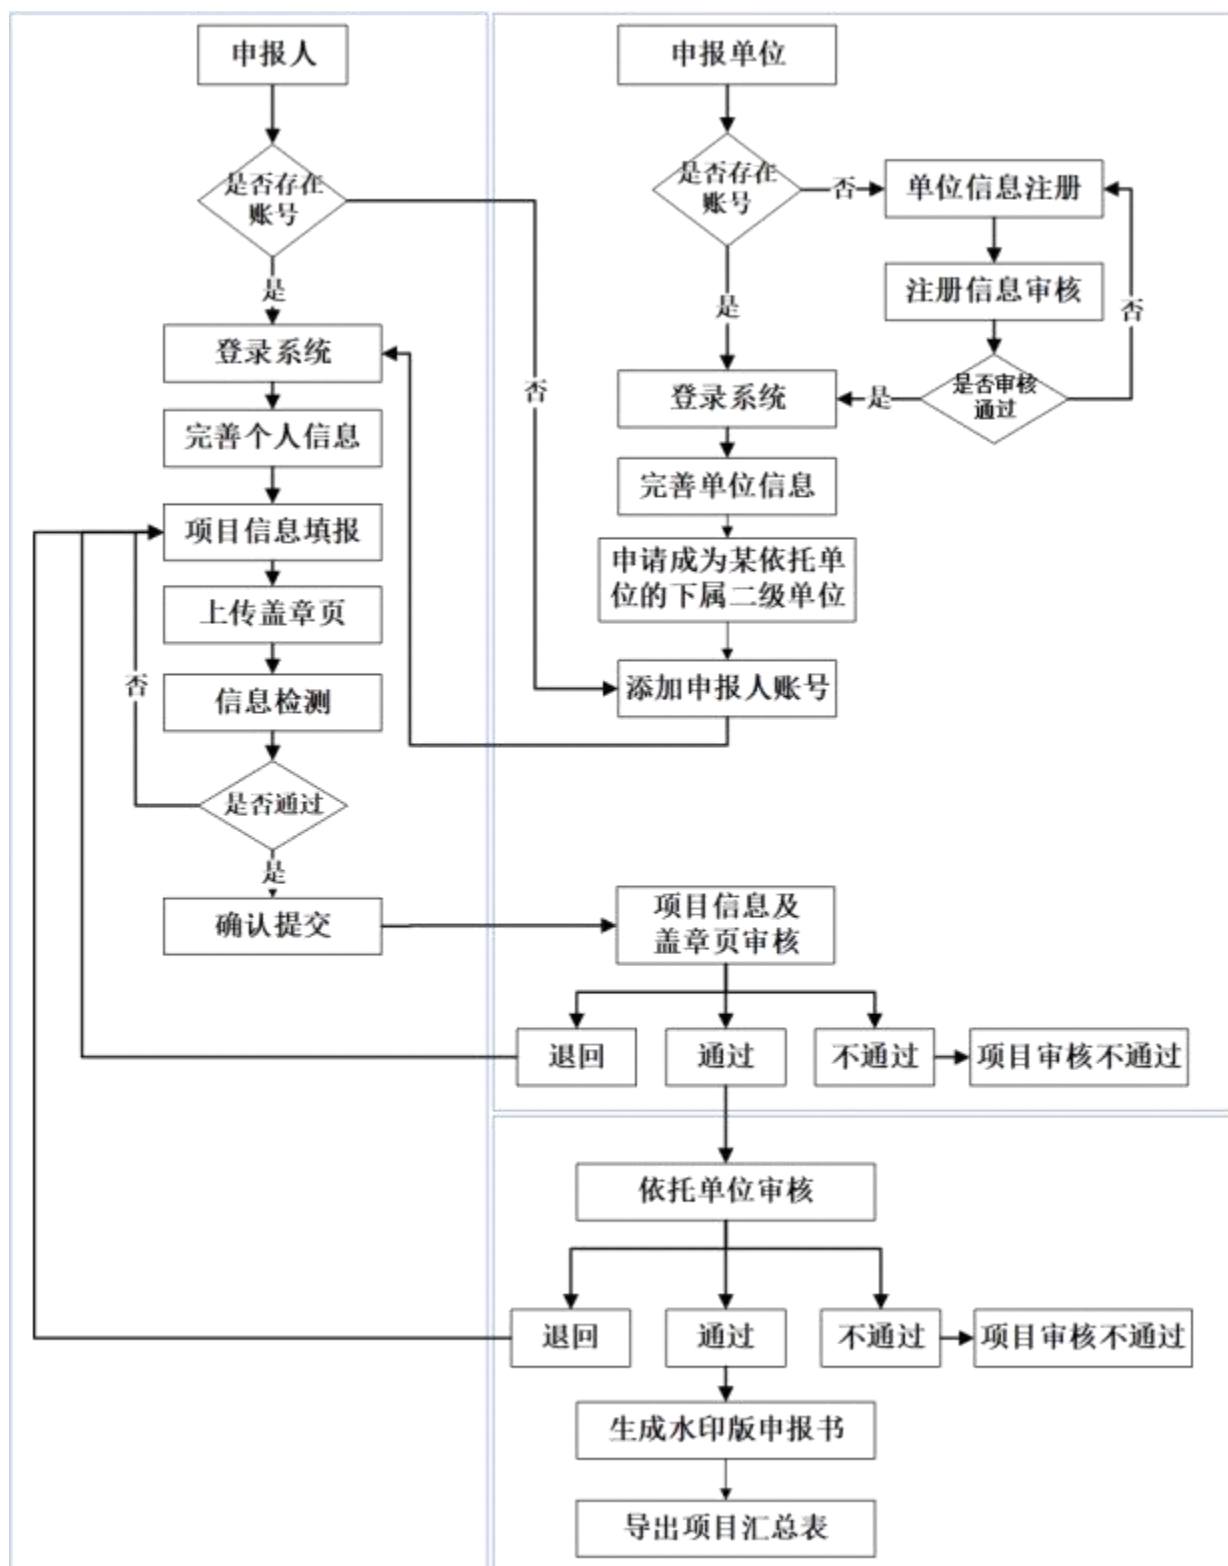 申报人
是否存在
账号
是
否
登录系统
完善个人信息
项目信息填报
上传盖章页
信息检测
否
是否通过
是
确认提交
申报单位
是否存在
账号
否
是
单位信息注册
注册信息审核
是否审核
通过
否
是
登录系统
完善单位信息
申请成为某依托单
位的下属二级单位
添加申报人账号
项目信息及
盖章页审核
退回
通过
不通过
项目审核不通过
依托单位审核
退回
通过
不通过
项目审核不通过
生成水印版申报书
导出项目汇总表